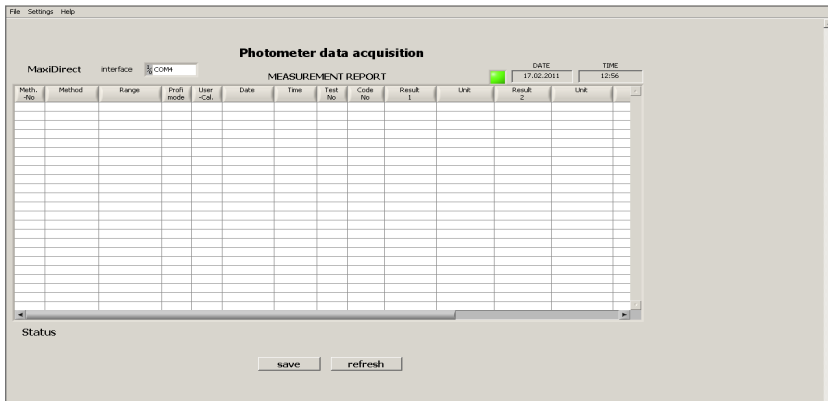 File Settings Help
Photometer data acquisition
MaxiDirect interface COM4
MEASUREMENT REPORT
DATE TIME
17.02.2011 12:56
Meth. -No Method Range Profi mode User -Cal. Date Time Test No Code No Result 1 Unit Result 2 Unit
Status
save refresh